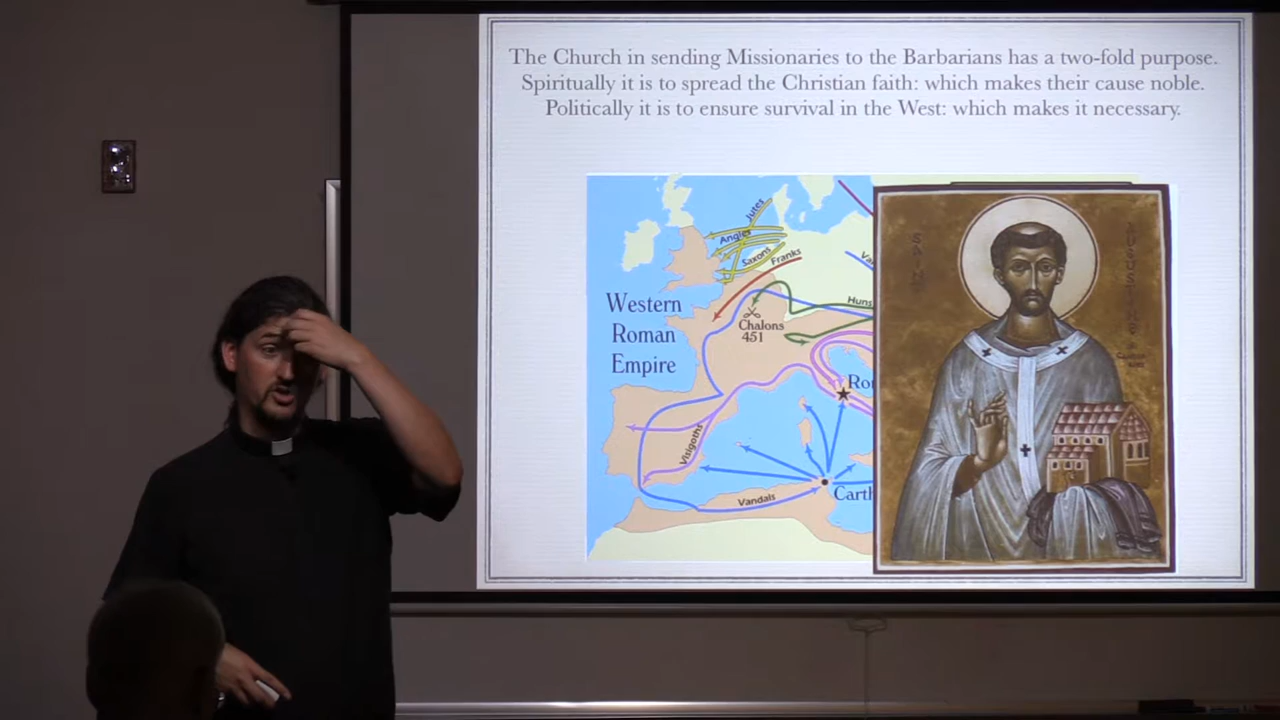 The Church in sending Missionaries to the Barbarians has a two-fold purpose.
Spiritually it is to spread the Christian faith: which makes their cause noble.
Politically it is to ensure survival in the West: which makes it necessary.
Jutes
Angles
Saxons
Franks
Huns
Western
Roman
Empire
Chalons
451
Visigoths
Vandals
SAINT